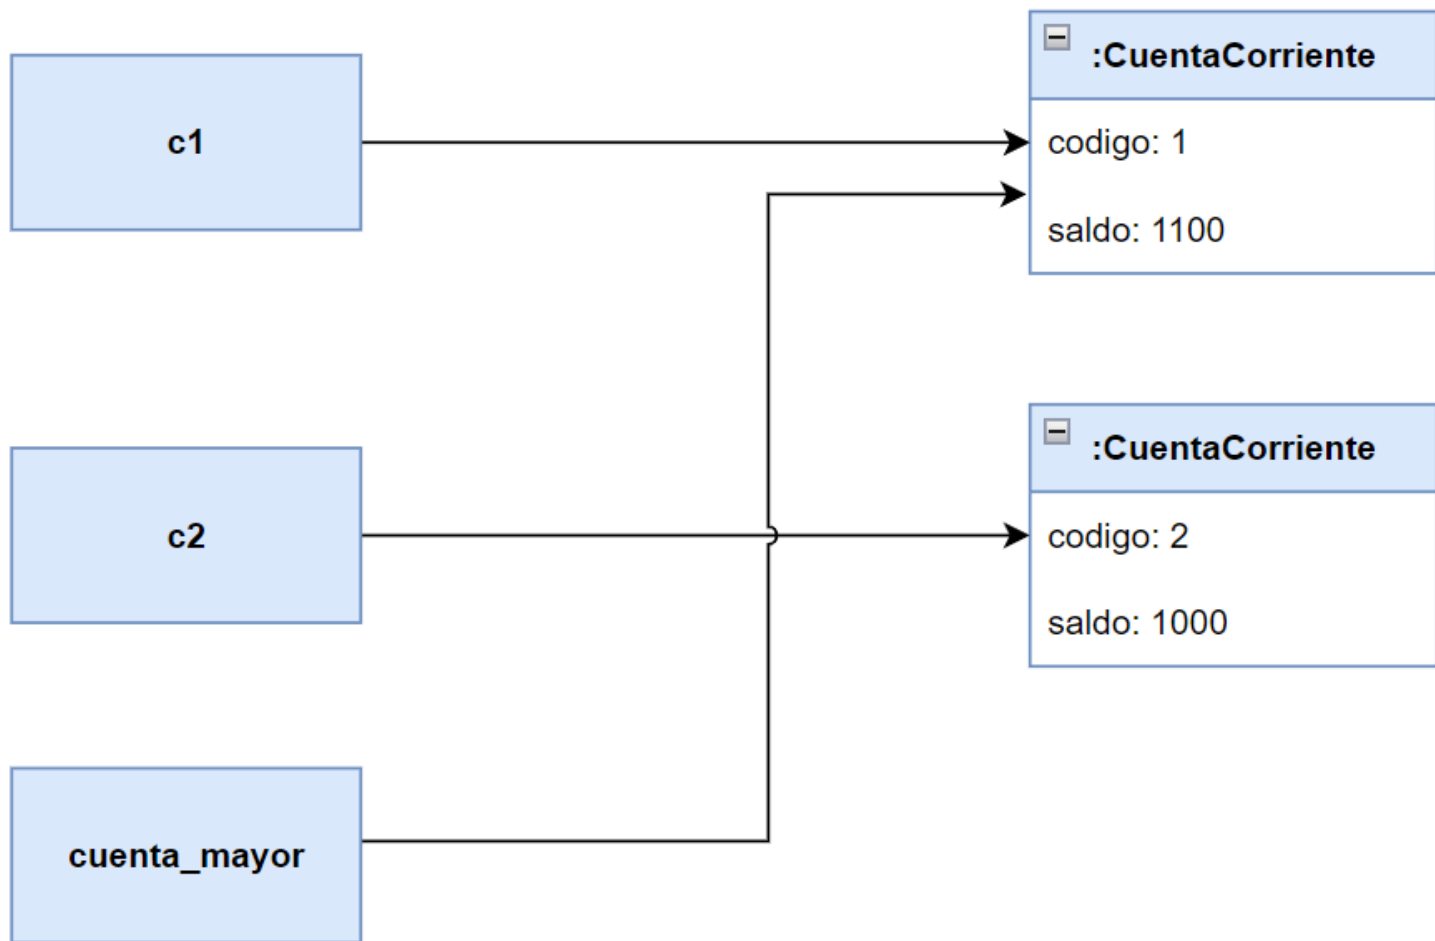 c1
:CuentaCorriente
codigo: 1
saldo: 1100
c2
:CuentaCorriente
codigo: 2
saldo: 1000
cuenta_mayor